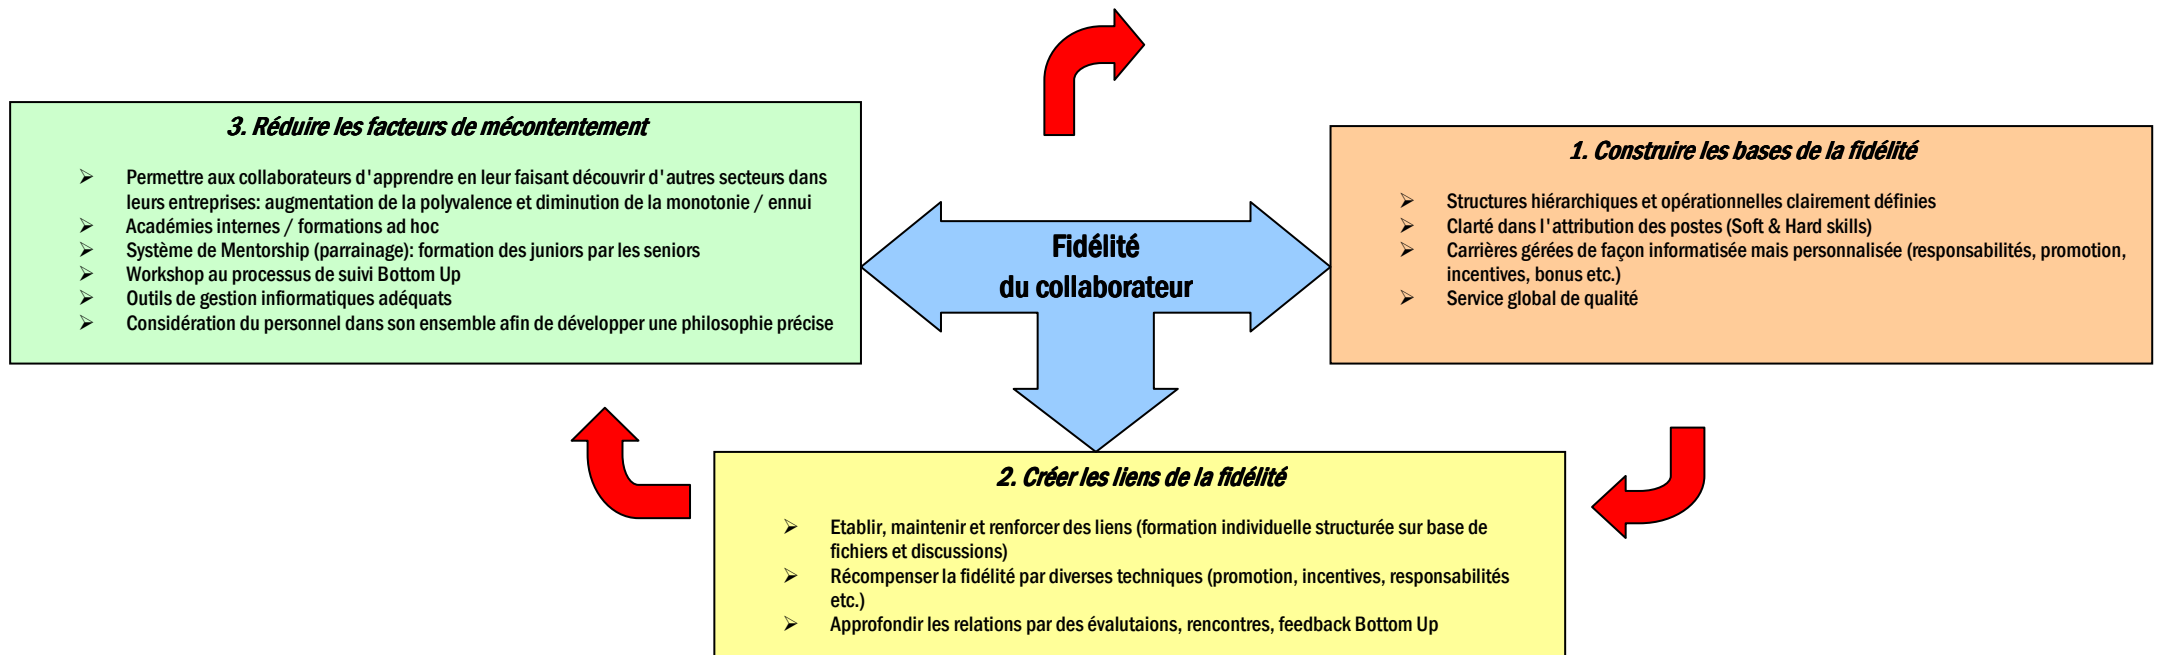 3. Réduire les facteurs de mécontentement
➢ Permettre aux collaborateurs d'apprendre en leur faisant découvrir d'autres secteurs dans
leurs entreprises: augmentation de la polyvalence et diminution de la monotonie / ennui
➢ Académies internes / formations ad hoc
➢ Système de Mentorship (parrainage): formation des juniors par les seniors
➢ Workshop au processus de suivi Bottom Up
➢ Outils de gestion infiormatiques adéquats
➢ Considération du personnel dans son ensemble afin de développer une philosophie précise
Fidélité
du collaborateur
1. Construire les bases de la fidélité
➢ Structures hiérarchiques et opérationnelles clairement définies
➢ Clarté dans l'attribution des postes (Soft & Hard skills)
➢ Carrières gérées de façon informatisée mais personnalisée (responsabilités, promotion,
incentives, bonus etc.)
➢ Service global de qualité
2. Créer les liens de la fidélité
➢ Etablir, maintenir et renforcer des liens (formation individuelle structurée sur base de
fichiers et discussions)
➢ Récompenser la fidélité par diverses techniques (promotion, incentives, responsabilités
etc.)
➢ Approfondir les relations par des évalutaions, rencontres, feedback Bottom Up